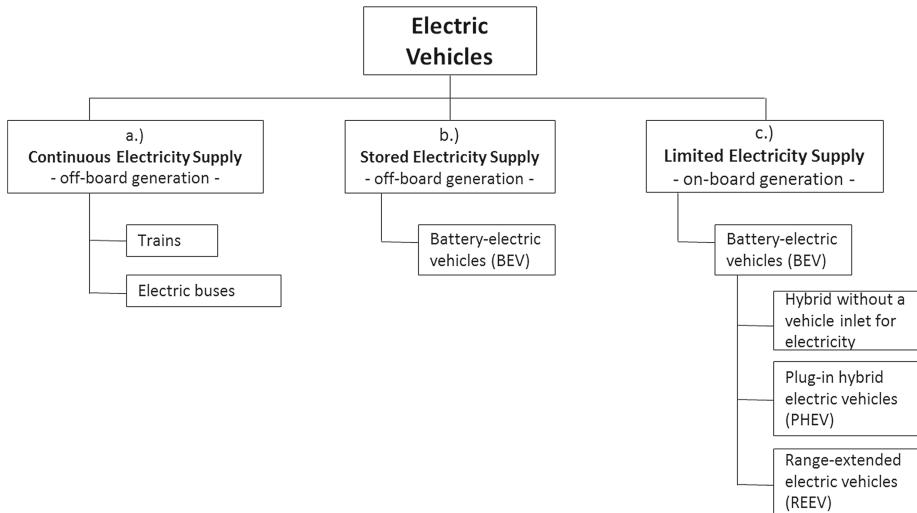 Electric
Vehicles
a.)
Continuous Electricity Supply
- off-board generation -
b.)
Stored Electricity Supply
- off-board generation -
c.)
Limited Electricity Supply
- on-board generation -
Trains
Electric buses
Battery-electric
vehicles (BEV)
Battery-electric
vehicles (BEV)
Hybrid without a
vehicle inlet for
electricity
Plug-in hybrid
electric vehicles
(PHEV)
Range-extended
electric vehicles
(REEV)